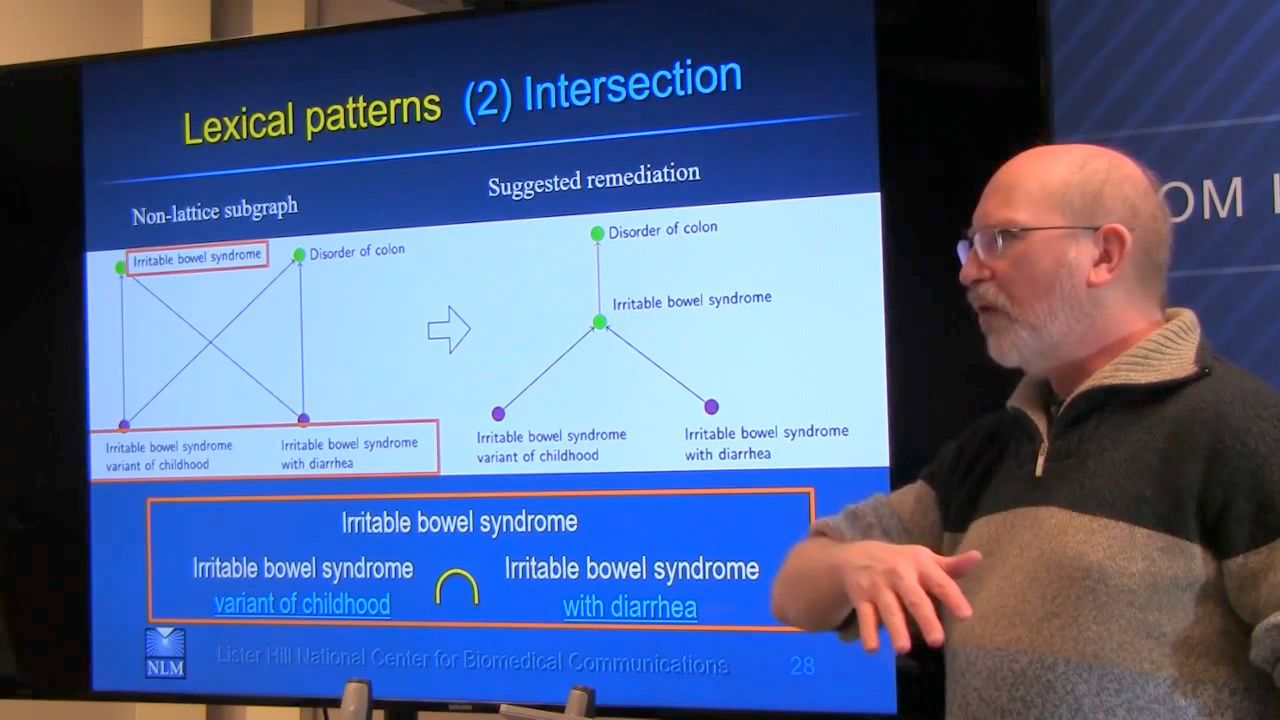 Lexical patterns (2) Intersection
Non-lattice subgraph
Suggested remediation
Irritable bowel syndrome
Disorder of colon
Irritable bowel syndrome
variant of childhood
Irritable bowel syndrome
with diarrhea
Disorder of colon
Irritable bowel syndrome
Irritable bowel syndrome
variant of childhood
Irritable bowel syndrome
with diarrhea
Irritable bowel syndrome
Irritable bowel syndrome
variant of childhood
∩
Irritable bowel syndrome
with diarrhea
NLM
Lister Hill National Center for Biomedical Communications
28
SAMSUNG
OM